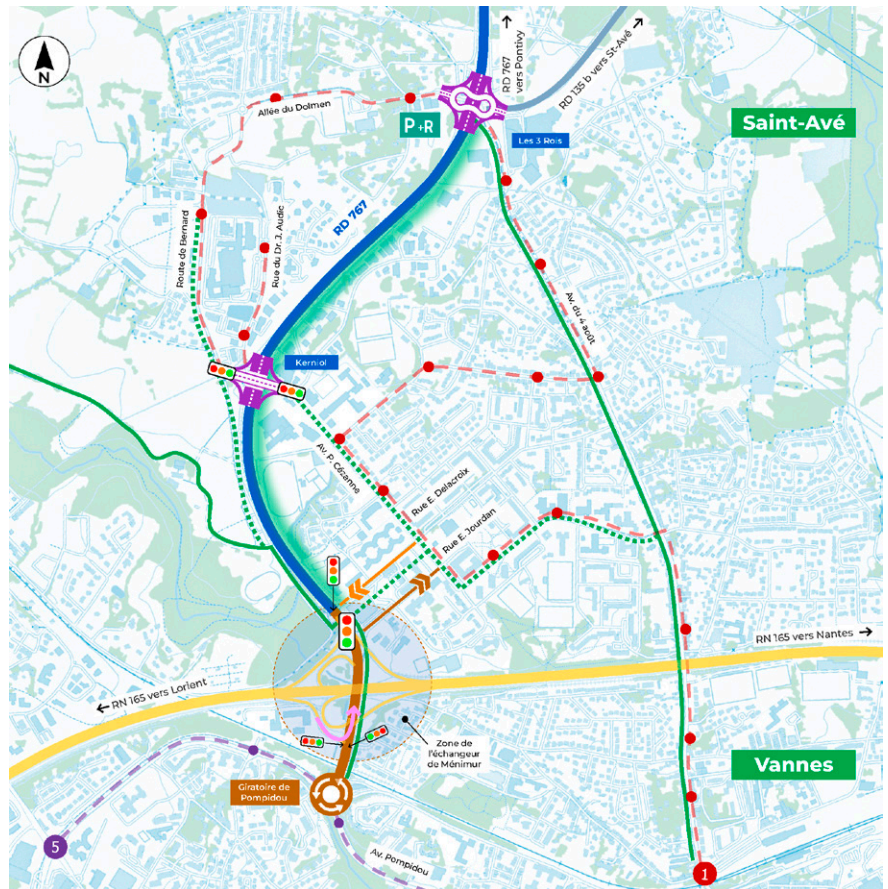 N
RD 767
vers Pontivy
RD 135 b vers St-Avé
Allée du Dolmen
P+R
Les 3 Rois
Saint-Avé
RD 767
Route de Bernard
Rue du Dr. J. Audic
Av. du 4 août
Kerniol
Av. P. Cézanne
Rue E. Delacroix
Rue E. Jourdan
RN 165 vers Nantes
RN 165 vers Lorient
Zone de
l'échangeur
de Ménimur
Vannes
Giratoire de
Pompidou
Av. Pompidou
5
1